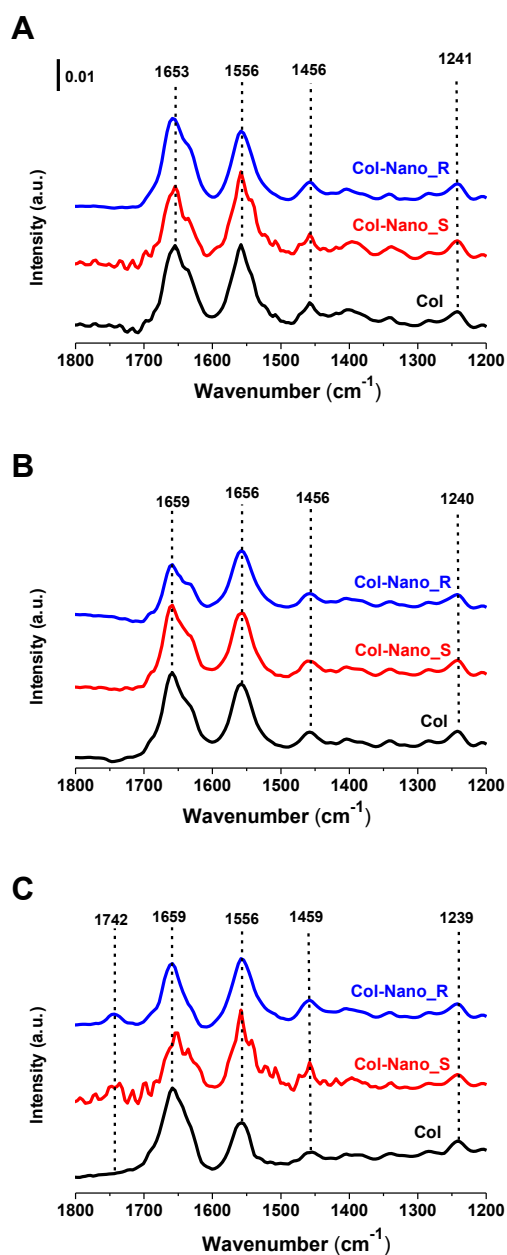 A
0.01
1653 1556 1456 1241
Col-Nano_R
Col-Nano_S
Col
Intensity (a.u.)
1800 1700 1600 1500 1400 1300 1200
Wavenumber (cm⁻¹)
B
1659 1656 1456 1240
Col-Nano_R
Col-Nano_S
Col
Intensity (a.u.)
1800 1700 1600 1500 1400 1300 1200
Wavenumber (cm⁻¹)
C
1742 1659 1556 1459 1239
Col-Nano_R
Col-Nano_S
Col
Intensity (a.u.)
1800 1700 1600 1500 1400 1300 1200
Wavenumber (cm⁻¹)